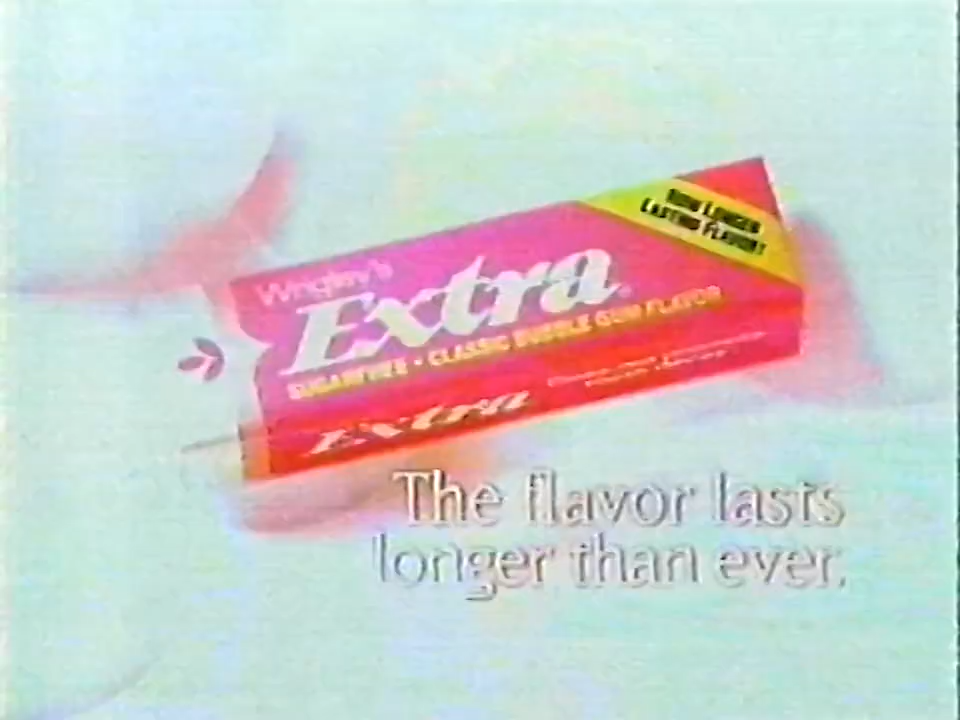 NOW LONGER
LASTING FLAVOR!
Wrigley's
Extra
SUGARFREE • CLASSIC BUBBLE GUM FLAVOR
Extra
The flavor lasts
longer than ever.